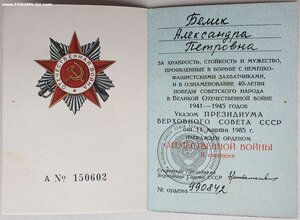 www.FORUMS-SU.com
А № 150602
Белек
Александра
Петровна
ЗА ХРАБРОСТЬ, СТОЙКОСТЬ И МУЖЕСТВО,
ПРОЯВЛЕННЫЕ В БОРЬБЕ С НЕМЕЦКО-
ФАШИСТСКИМИ ЗАХВАТЧИКАМИ,
И В ОЗНАМЕНОВАНИЕ 40-ЛЕТИЯ
ПОБЕДЫ СОВЕТСКОГО НАРОДА
В ВЕЛИКОЙ ОТЕЧЕСТВЕННОЙ ВОЙНЕ
1941—1945 ГОДОВ
Указом ПРЕЗИДИУМА
ВЕРХОВНОГО СОВЕТА СССР
от 11 марта 1985 г.
НАГРАЖДЕН ОРДЕНОМ
ОТЕЧЕСТВЕННОЙ ВОЙНЫ
II степени
Секретарь Президиума
Верховного Совета СССР
№ ордена 990842